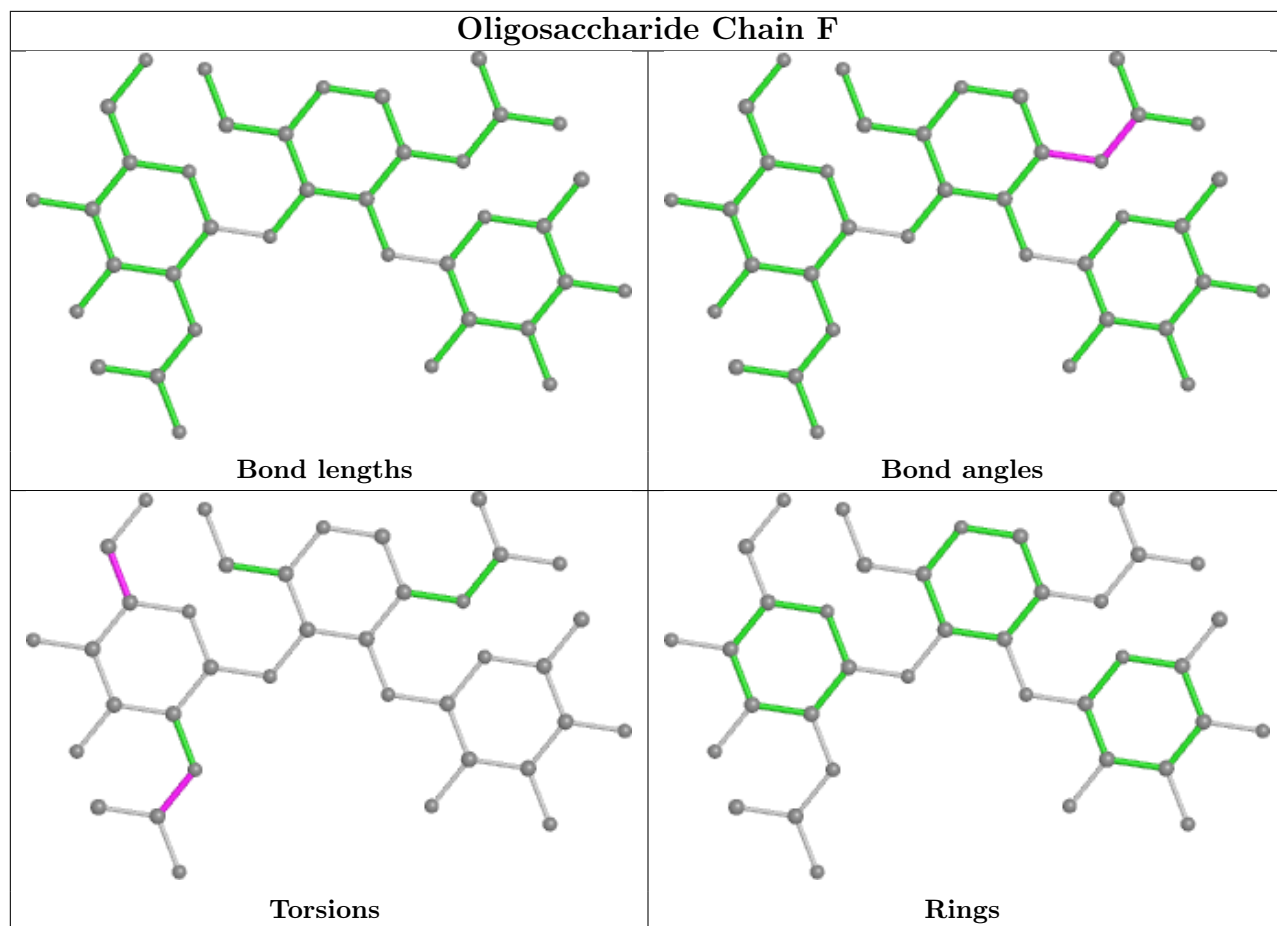 Oligosaccharide Chain F
Bond lengths
Bond angles
Torsions
Rings